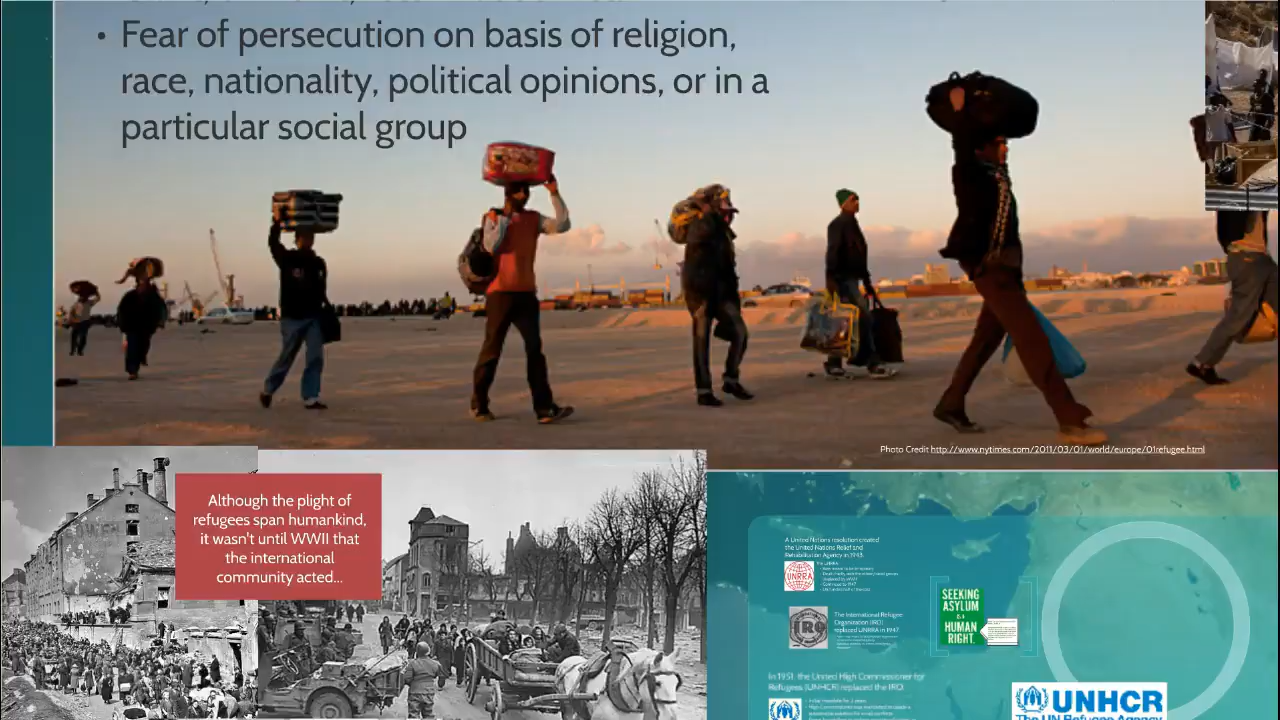 • Fear of persecution on basis of religion,
race, nationality, political opinions, or in a
particular social group
Photo Credit http://www.nytimes.com/2011/03/01/world/europe/01refugee.html
Although the plight of
refugees span humankind,
it wasn't until WWII that
the international
community acted...
A United Nations resolution created
the United Nations Relief and
Rehabilitation Agency in 1943.
UNRRA
The International Refugee
Organization (IRO)
replaced UNRRA in 1947
IRO
SEEKING
ASYLUM
IS A
HUMAN
RIGHT.
In 1951, the United High Commissioner for
Refugees (UNHCR) replaced the IRO.
UNHCR
The UN Refugee Agency